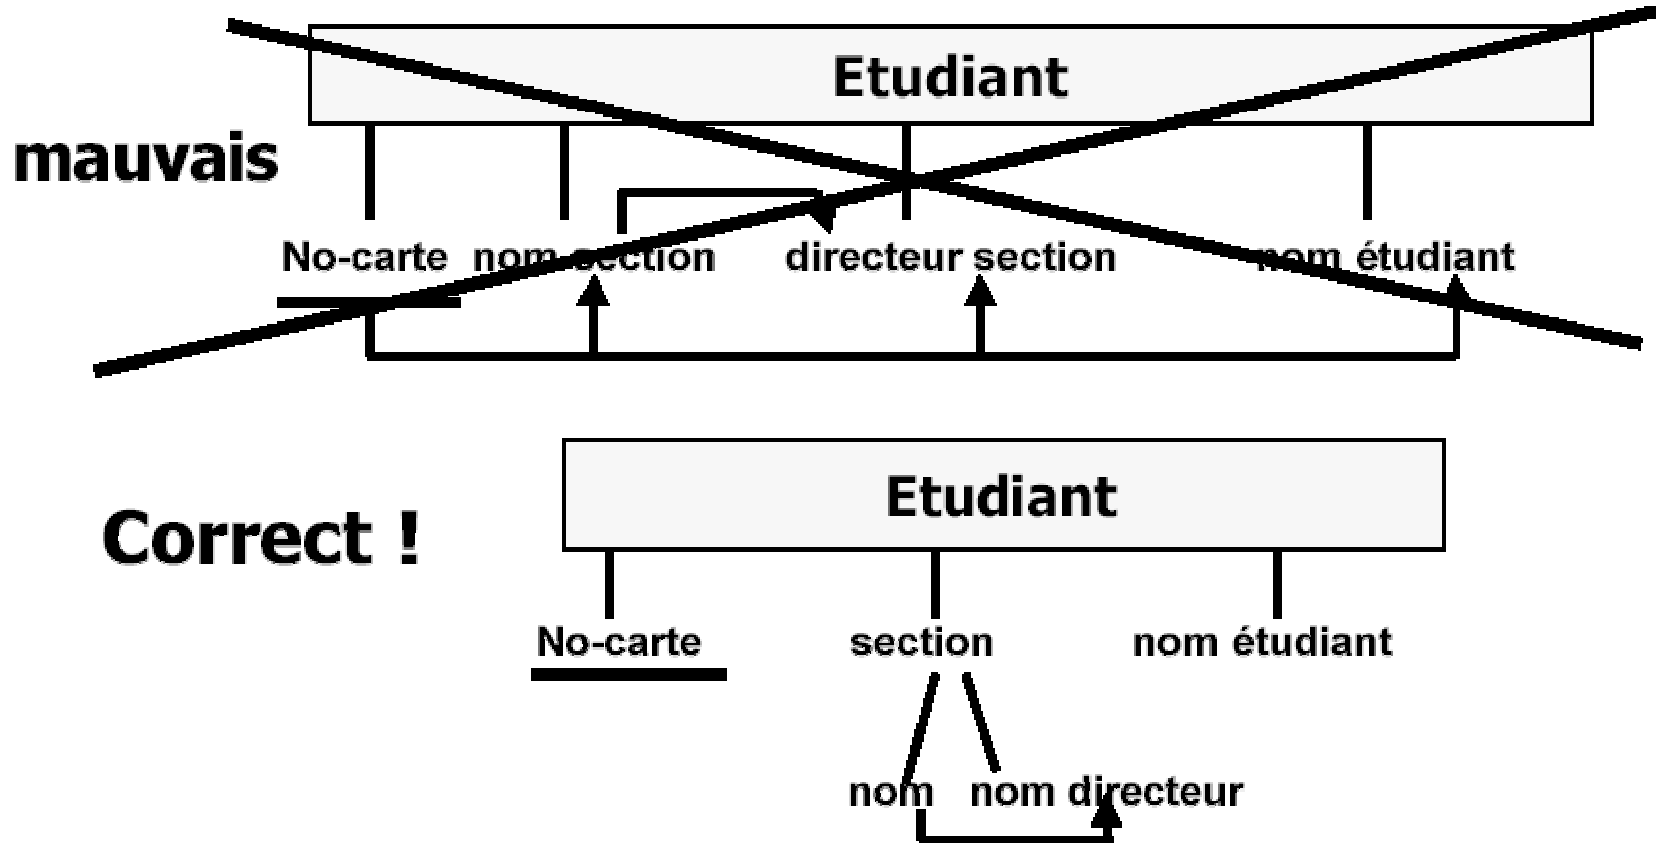 Etudiant
mauvais
No-carte nom section directeur section nom étudiant
Etudiant
Correct !
No-carte section nom étudiant
nom nom directeur